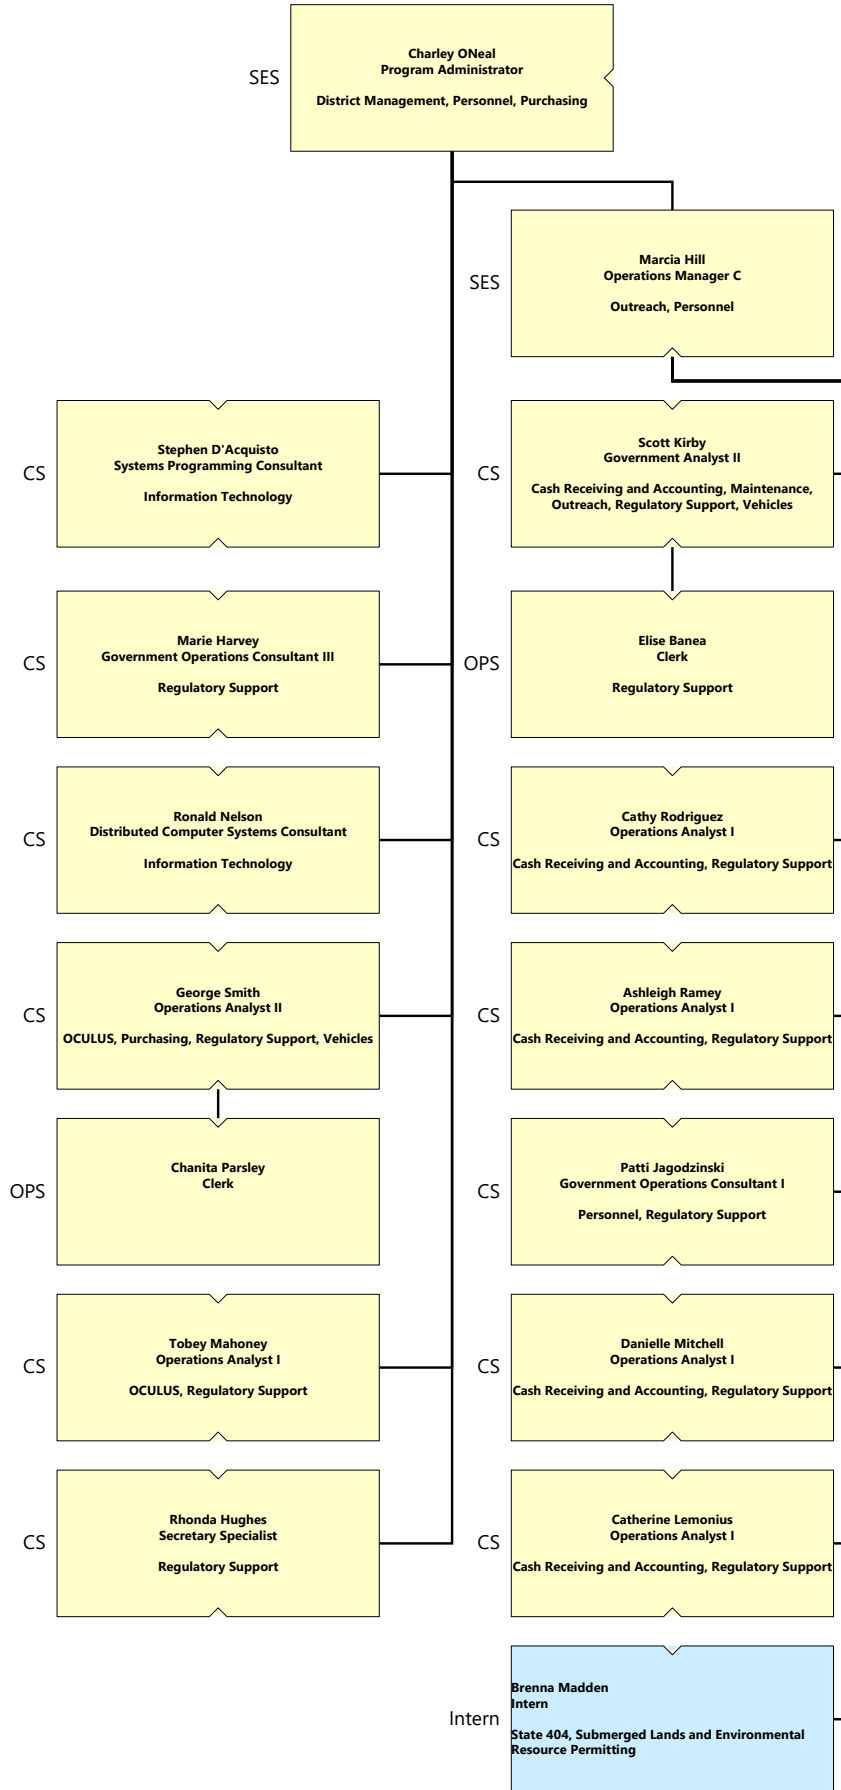 SES
Charley ONeal
Program Administrator
District Management, Personnel, Purchasing
SES
Marcia Hill
Operations Manager C
Outreach, Personnel
CS
Stephen D'Acquisto
Systems Programming Consultant
Information Technology
CS
Scott Kirby
Government Analyst II
Cash Receiving and Accounting, Maintenance,
Outreach, Regulatory Support, Vehicles
CS
Marie Harvey
Government Operations Consultant III
Regulatory Support
OPS
Elise Banea
Clerk
Regulatory Support
CS
Ronald Nelson
Distributed Computer Systems Consultant
Information Technology
CS
Cathy Rodriguez
Operations Analyst I
Cash Receiving and Accounting, Regulatory Support
CS
George Smith
Operations Analyst II
OCULUS, Purchasing, Regulatory Support, Vehicles
CS
Ashleigh Ramey
Operations Analyst I
Cash Receiving and Accounting, Regulatory Support
OPS
Chanita Parsley
Clerk
CS
Patti Jagodzinski
Government Operations Consultant I
Personnel, Regulatory Support
CS
Tobey Mahoney
Operations Analyst I
OCULUS, Regulatory Support
CS
Danielle Mitchell
Operations Analyst I
Cash Receiving and Accounting, Regulatory Support
CS
Rhonda Hughes
Secretary Specialist
Regulatory Support
CS
Catherine Lemonius
Operations Analyst I
Cash Receiving and Accounting, Regulatory Support
Intern
Brenna Madden
Intern
State 404, Submerged Lands and Environmental
Resource Permitting